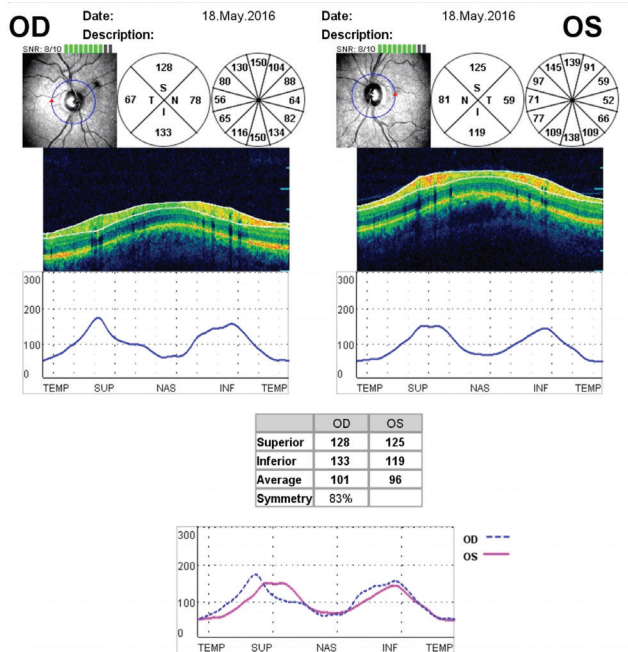 OD
Date: 18.May.2016
Description:
SNR: 8/10
128
S
67 T N 78
I
133
130 150 104
80 88
56 64
65 82
116 150 134
Date: 18.May.2016
Description:
OS
SNR: 8/10
125
S
81 N T 59
I
119
145 139 91
97 59
71 52
77 66
109 138 109
300
200
100
0
TEMP SUP NAS INF TEMP
300
200
100
0
TEMP SUP NAS INF TEMP
OD OS
Superior 128 125
Inferior 133 119
Average 101 96
Symmetry 83%
300
200
100
0
TEMP SUP NAS INF TEMP
OD
OS